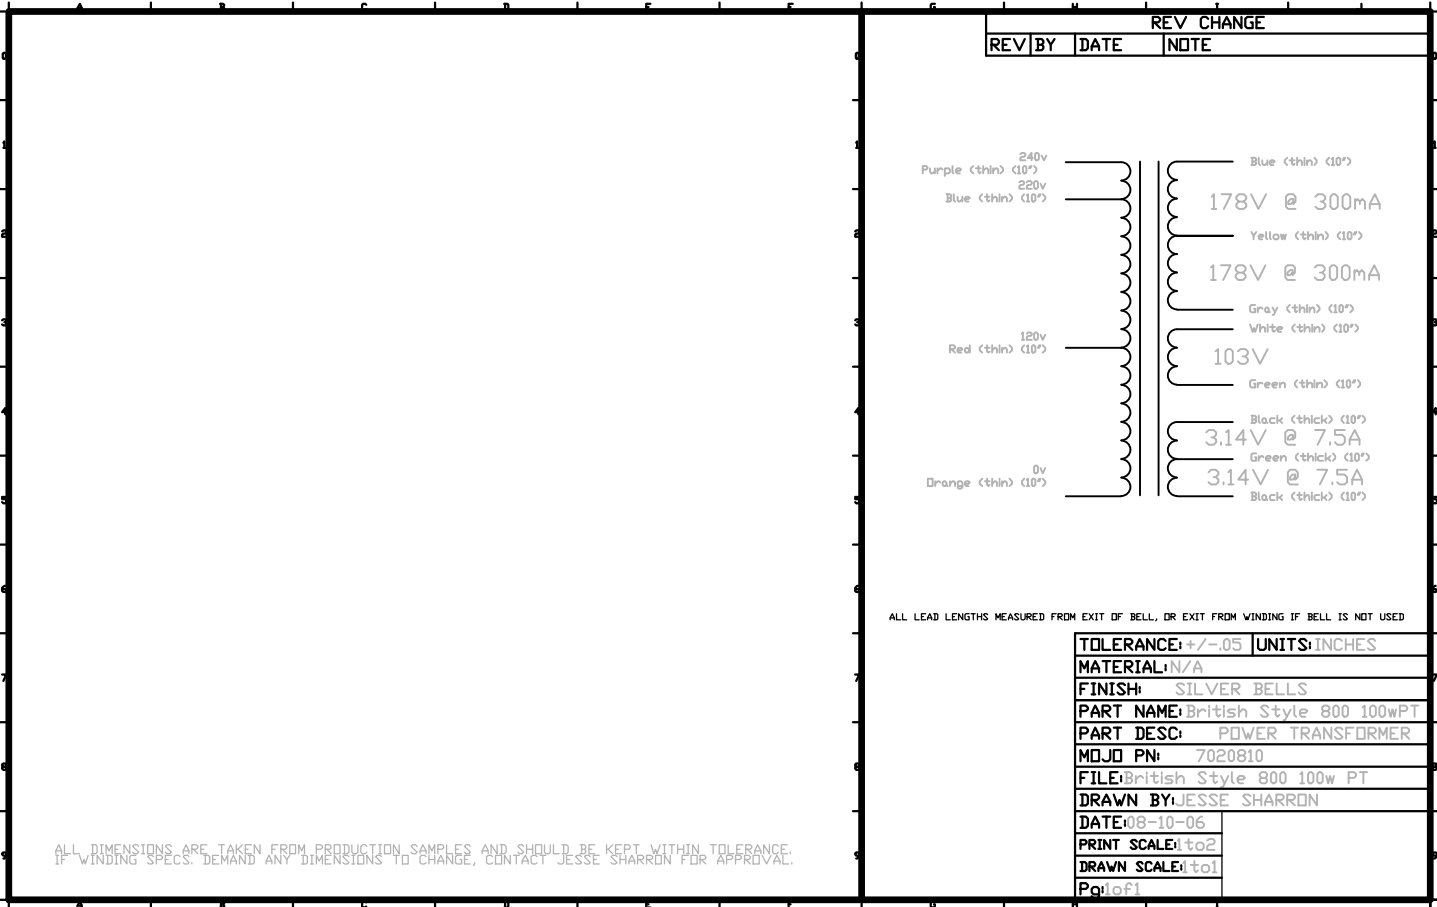 A B C D E F G H I
REV CHANGE
REV BY DATE NOTE
240v
Purple (thin) (10")
220v
Blue (thin) (10")
120v
Red (thin) (10")
0v
Orange (thin) (10")
Blue (thin) (10")
178V @ 300mA
Yellow (thin) (10")
178V @ 300mA
Gray (thin) (10")
White (thin) (10")
103V
Green (thin) (10")
Black (thick) (10")
3.14V @ 7.5A
Green (thick) (10")
3.14V @ 7.5A
Black (thick) (10")
ALL LEAD LENGTHS MEASURED FROM EXIT OF BELL, OR EXIT FROM WINDING IF BELL IS NOT USED
TOLERANCE: +/-.05 UNITS: INCHES
MATERIAL: N/A
FINISH: SILVER BELLS
PART NAME: British Style 800 100wPT
PART DESC: POWER TRANSFORMER
MOJO PN: 7020810
FILE: British Style 800 100w PT
DRAWN BY: JESSE SHARRON
DATE: 08-10-06
PRINT SCALE: 1to2
DRAWN SCALE: 1to1
Pg: 1of1
ALL DIMENSIONS ARE TAKEN FROM PRODUCTION SAMPLES AND SHOULD BE KEPT WITHIN TOLERANCE.
IF WINDING SPECS. DEMAND ANY DIMENSIONS TO CHANGE, CONTACT JESSE SHARRON FOR APPROVAL.